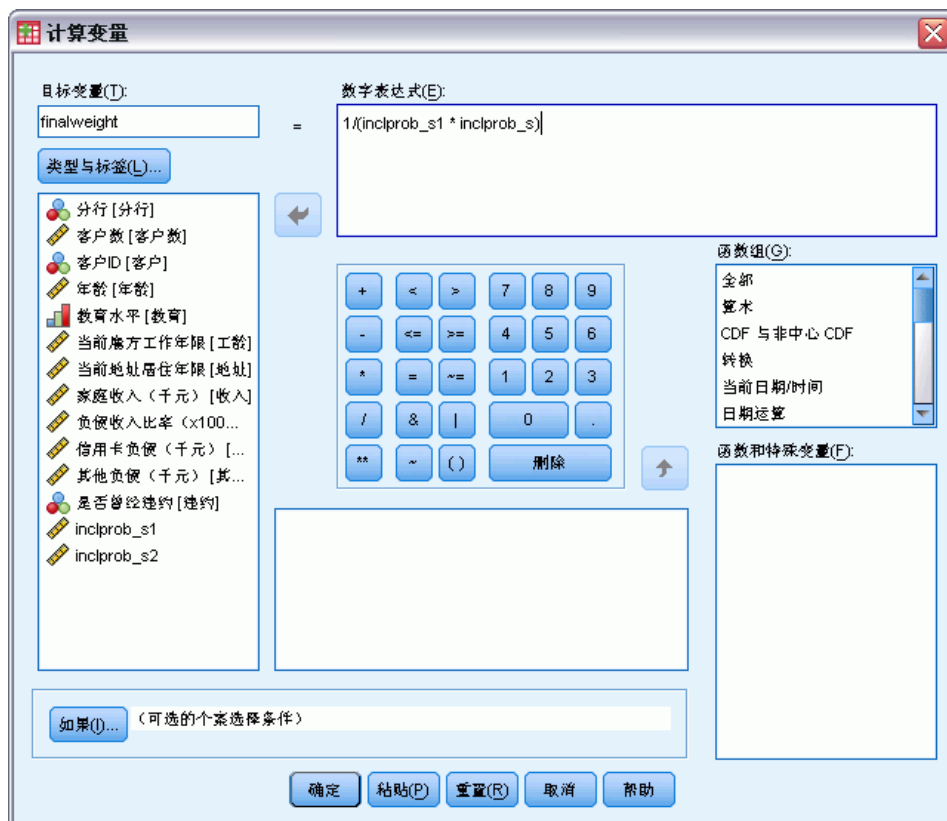 计算变量
目标变量(T):
finalweight
=
数字表达式(E):
1/(inclprob_s1 * inclprob_s)
类型与标签(L)...
分行 [分行]
客户数 [客户数]
客户ID [客户]
年龄 [年龄]
教育水平 [教育]
当前雇方工作年限 [工龄]
当前地址居住年限 [地址]
家庭收入（千元） [收入]
负债收入比率（x100...
信用卡负债（千元） [...
其他负债（千元） [其...
是否曾经违约 [违约]
inclprob_s1
inclprob_s2
+ < > 7 8 9
- <= >= 4 5 6
* = ~= 1 2 3
/ & | 0 .
** ~ ( ) 删除
函数组(G):
全部
算术
CDF 与非中心 CDF
转换
当前日期/时间
日期运算
函数和特殊变量(F):
如果(I)...
（可选的个案选择条件）
确定
粘贴(P)
重置(R)
取消
帮助